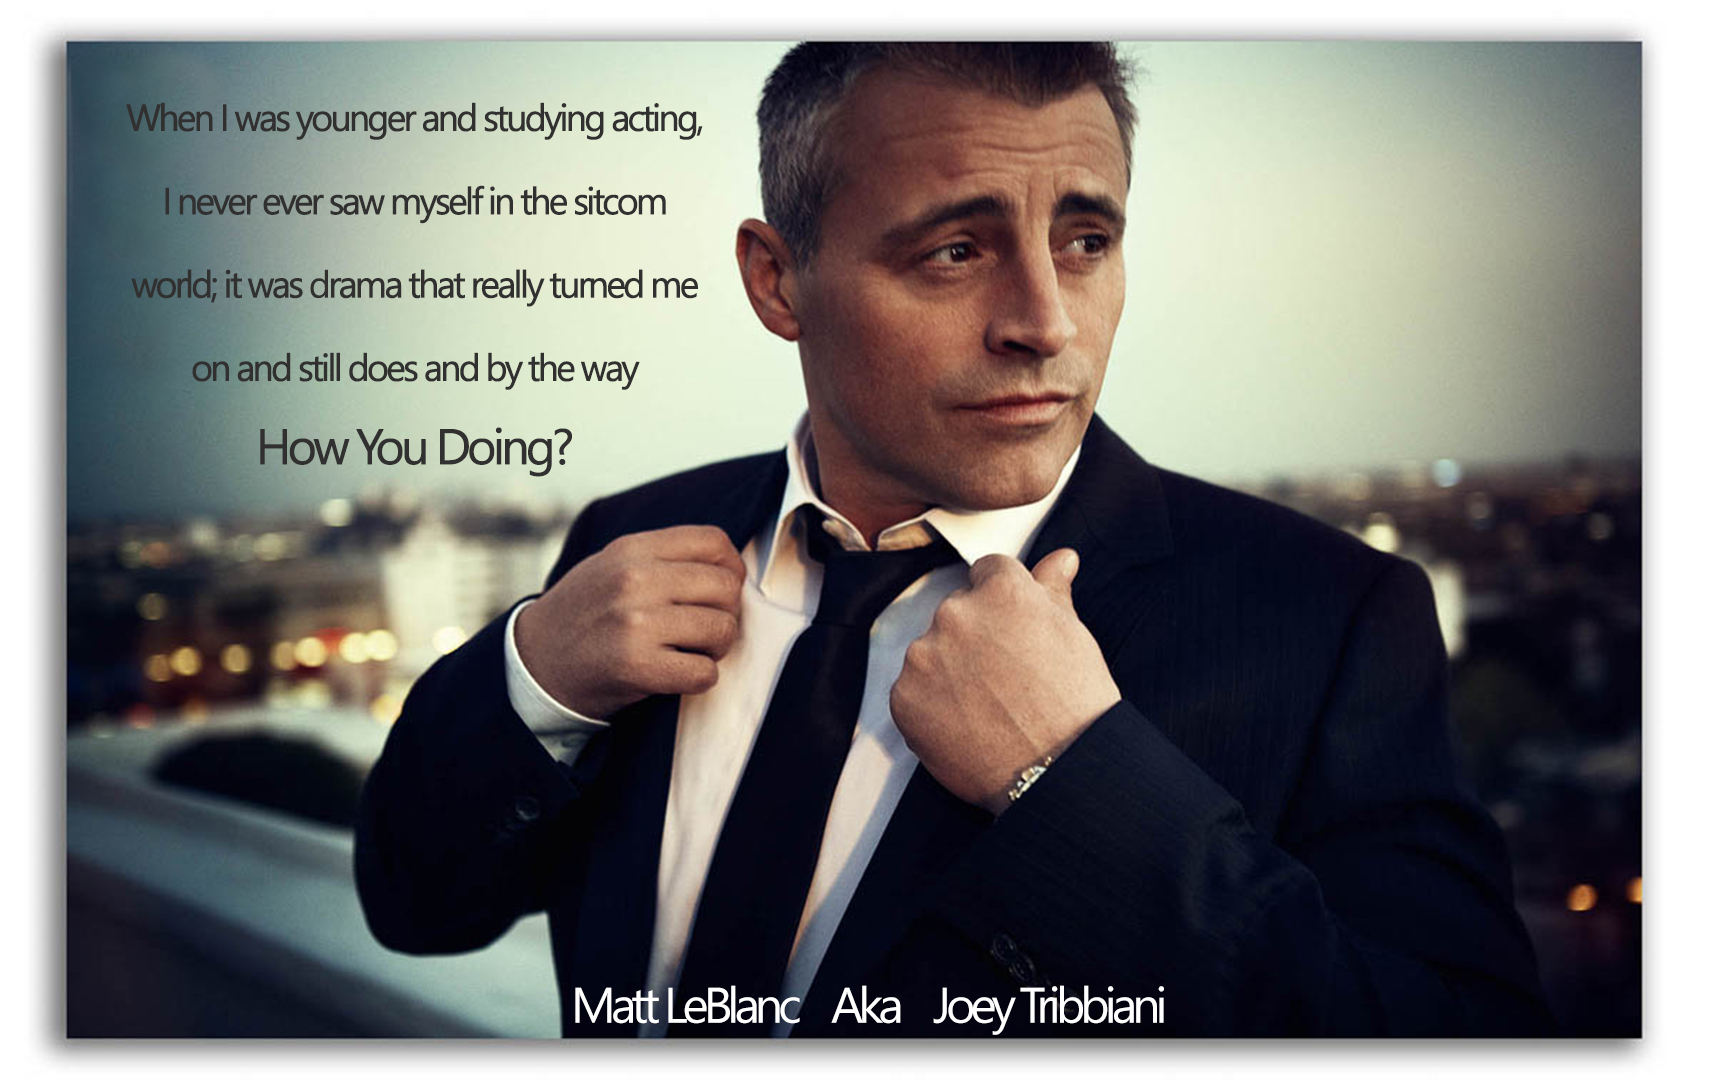 When I was younger and studying acting,
I never ever saw myself in the sitcom
world; it was drama that really turned me
on and still does and by the way
How You Doing?
Matt LeBlanc Aka Joey Tribbiani